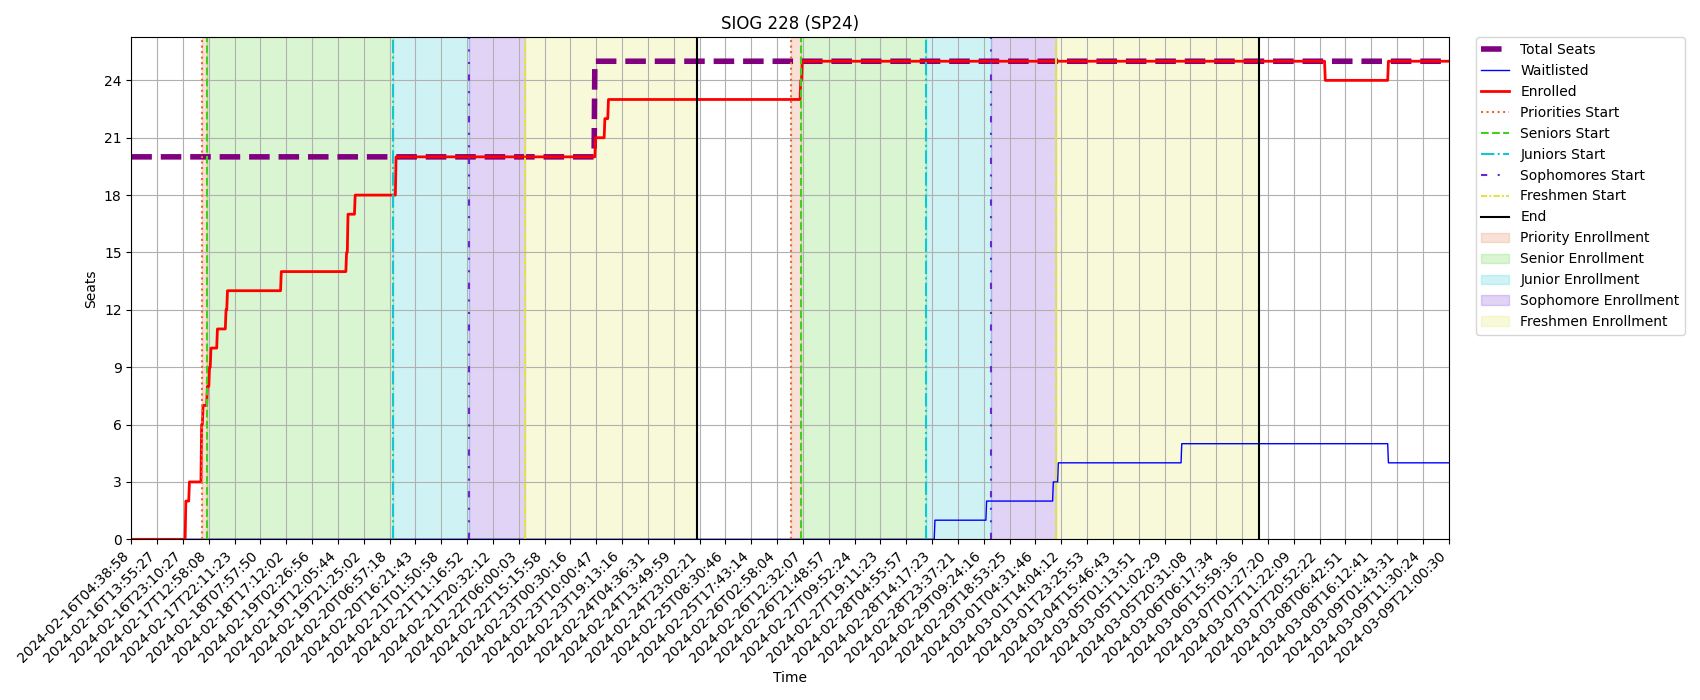 SIOG 228 (SP24)
Seats
24
21
18
15
12
9
6
3
0
2024-02-16T04:38:58
2024-02-16T13:55:27
2024-02-16T23:10:27
2024-02-17T12:58:08
2024-02-17T22:11:23
2024-02-18T07:57:50
2024-02-18T17:12:02
2024-02-19T02:26:56
2024-02-19T12:05:44
2024-02-19T21:25:02
2024-02-20T06:57:18
2024-02-20T16:21:43
2024-02-21T01:50:58
2024-02-21T11:16:52
2024-02-21T20:32:12
2024-02-22T06:00:03
2024-02-22T15:15:58
2024-02-23T00:30:16
2024-02-23T10:00:47
2024-02-23T19:13:16
2024-02-24T04:36:31
2024-02-24T13:49:59
2024-02-24T23:02:21
2024-02-25T08:30:46
2024-02-25T17:43:14
2024-02-26T02:58:04
2024-02-26T12:32:07
2024-02-26T21:48:57
2024-02-27T09:52:24
2024-02-27T19:11:23
2024-02-28T04:55:57
2024-02-28T14:17:23
2024-02-28T23:37:21
2024-02-29T09:24:16
2024-02-29T18:53:25
2024-03-01T04:31:46
2024-03-01T14:04:12
2024-03-01T23:25:53
2024-03-04T15:46:43
2024-03-05T01:13:51
2024-03-05T11:02:29
2024-03-05T20:31:08
2024-03-06T06:17:34
2024-03-06T15:59:36
2024-03-07T01:27:20
2024-03-07T11:22:09
2024-03-07T20:52:22
2024-03-08T06:42:51
2024-03-08T16:12:41
2024-03-09T01:43:31
2024-03-09T11:30:24
2024-03-09T21:00:30
Time
Total Seats
Waitlisted
Enrolled
Priorities Start
Seniors Start
Juniors Start
Sophomores Start
Freshmen Start
End
Priority Enrollment
Senior Enrollment
Junior Enrollment
Sophomore Enrollment
Freshmen Enrollment